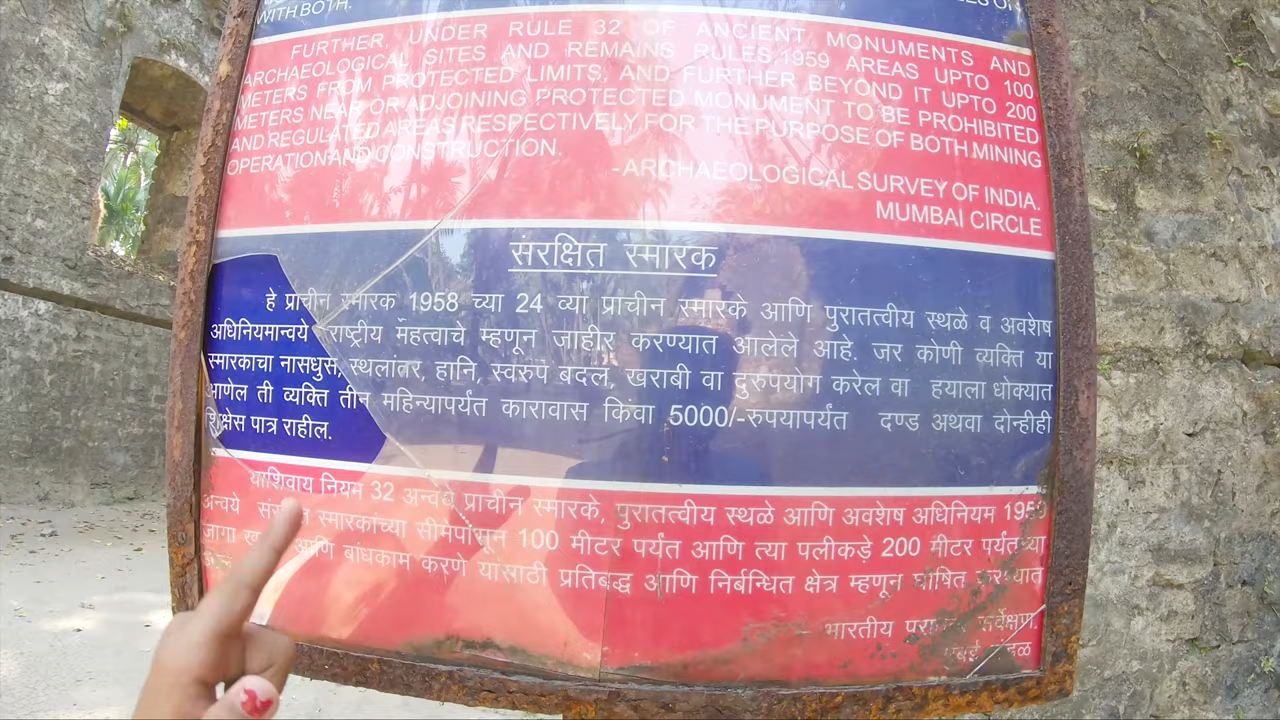 WITH BOTH.
FURTHER, UNDER RULE 32 OF ANCIENT MONUMENTS AND
ARCHAEOLOGICAL SITES AND REMAINS RULES,1959 AREAS UPTO 100
METERS FROM PROTECTED LIMITS, AND FURTHER BEYOND IT UPTO 200
METERS NEAR OR ADJOINING PROTECTED MONUMENT TO BE PROHIBITED
AND REGULATED AREAS RESPECTIVELY FOR THE PURPOSE OF BOTH MINING
OPERATION AND CONSTRUCTION.
-ARCHAEOLOGICAL SURVEY OF INDIA.
MUMBAI CIRCLE
संरक्षित स्मारक
हे प्राचीन स्मारक 1958 च्या 24 व्या प्राचीन स्मारके आणि पुरातत्वीय स्थळे व अवशेष
अधिनियमान्वये राष्ट्रीय महत्वाचे म्हणून जाहीर करण्यात आलेले आहे. जर कोणी व्यक्ति या
स्मारकाचा नासधुस, स्थलांतर, हानि, स्वरुप बदल, खराबी वा दुरुपयोग करेल वा हयाला धोक्यात
आणेल ती व्यक्ति तीन महिन्यापर्यंत कारावास किंवा 5000/-रुपयापर्यंत दण्ड अथवा दोन्हीही
शिक्षेस पात्र राहील.
याशिवाय नियम 32 अन्वये प्राचीन स्मारके, पुरातत्वीय स्थळे आणि अवशेष अधिनियम 1959
अन्वये स्मारकांच्या सीमेपासून 100 मीटर पर्यंत आणि त्या पलीकडे 200 मीटर पर्यंतच्या
जागा आणि बांधकाम करणे यासाठी प्रतिबद्ध आणि निर्बन्धित क्षेत्र म्हणून घोषित करण्यात
भारतीय सर्वेक्षण.